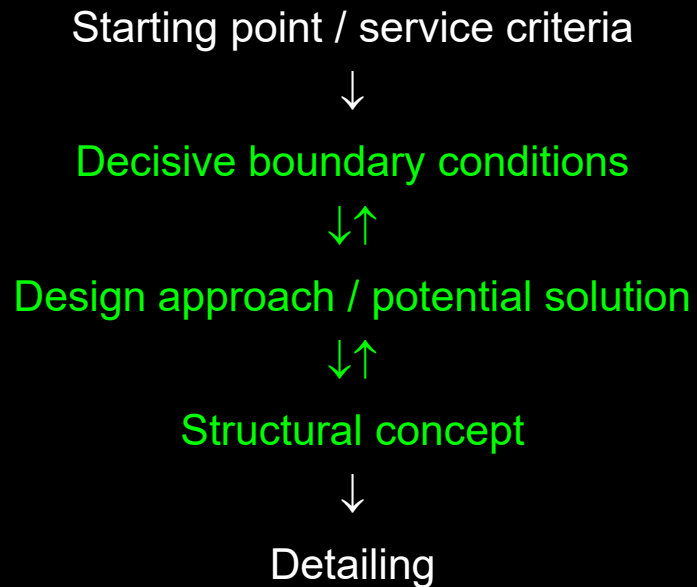 Starting point / service criteria
↓
Decisive boundary conditions
↓↑
Design approach / potential solution
↓↑
Structural concept
↓
Detailing